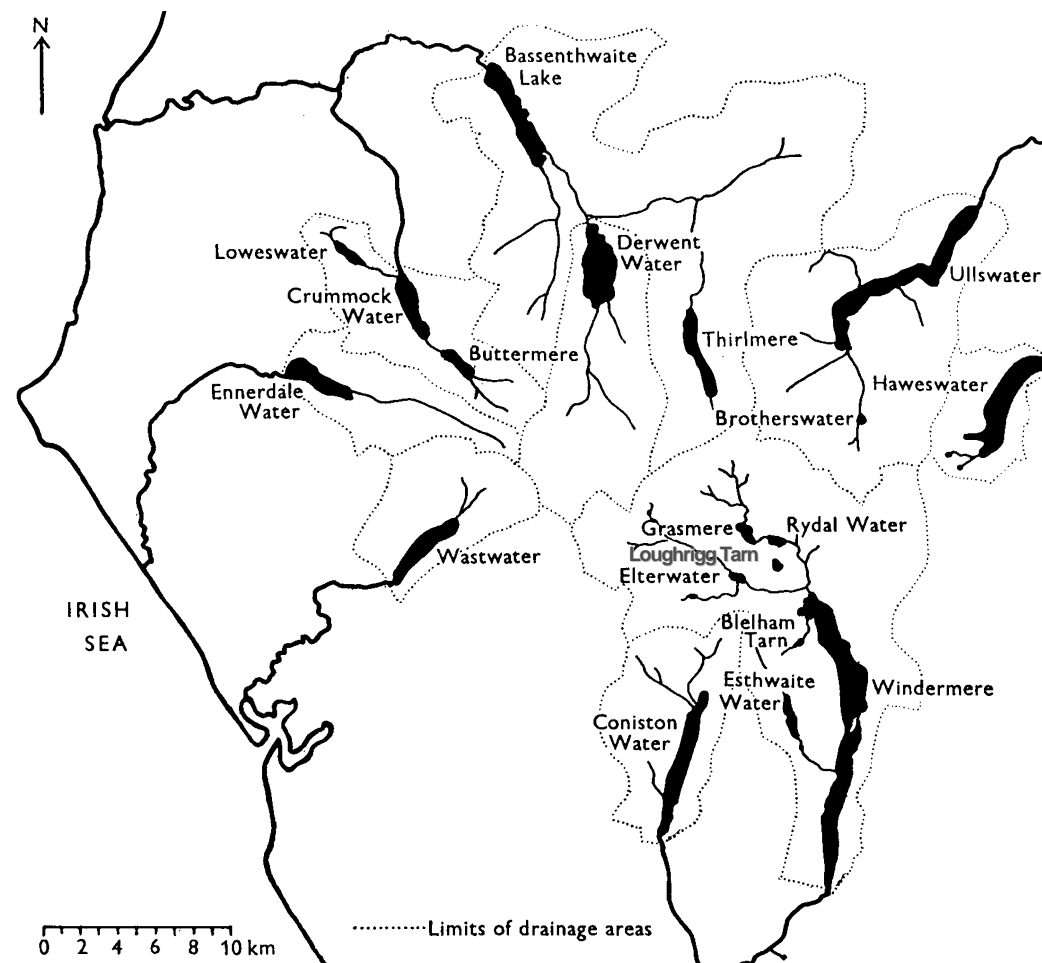 N
Bassenthwaite
Lake
Loweswater
Derwent
Water
Ullswater
Crummock
Water
Thirlmere
Buttermere
Haweswater
Ennerdale
Water
Brotherswater
Grasmere
Rydal Water
Loughrigg Tarn
Wastwater
Elterwater
IRISH
SEA
Blelham
Tarn
Esthwaite
Water
Windermere
Coniston
Water
Limits of drainage areas
0 2 4 6 8 10 km